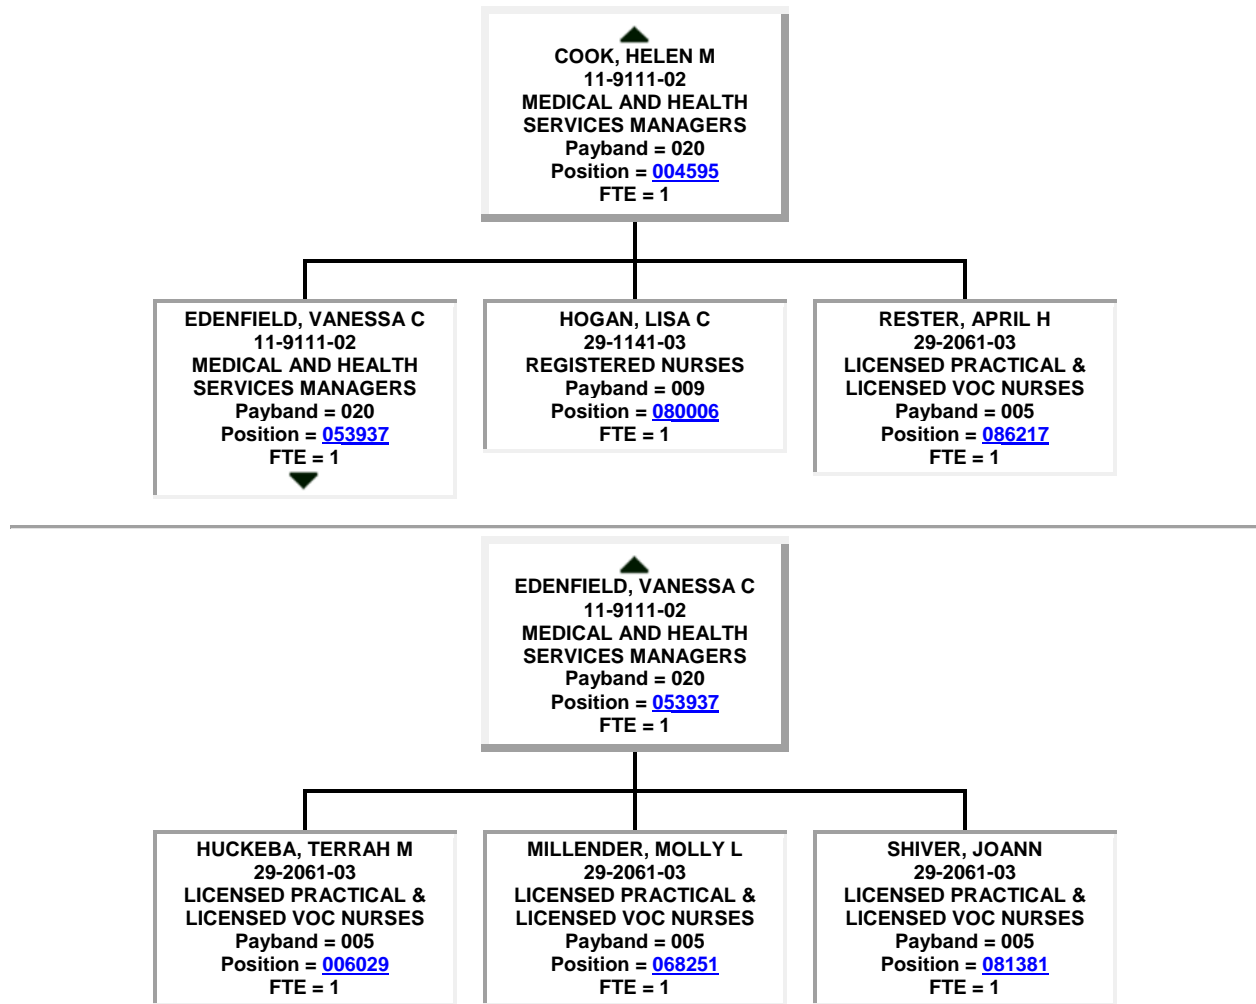 COOK, HELEN M
11-9111-02
MEDICAL AND HEALTH
SERVICES MANAGERS
Payband = 020
Position = 004595
FTE = 1
EDENFIELD, VANESSA C
11-9111-02
MEDICAL AND HEALTH
SERVICES MANAGERS
Payband = 020
Position = 053937
FTE = 1
HOGAN, LISA C
29-1141-03
REGISTERED NURSES
Payband = 009
Position = 080006
FTE = 1
RESTER, APRIL H
29-2061-03
LICENSED PRACTICAL &
LICENSED VOC NURSES
Payband = 005
Position = 086217
FTE = 1
EDENFIELD, VANESSA C
11-9111-02
MEDICAL AND HEALTH
SERVICES MANAGERS
Payband = 020
Position = 053937
FTE = 1
HUCKEBA, TERRAH M
29-2061-03
LICENSED PRACTICAL &
LICENSED VOC NURSES
Payband = 005
Position = 006029
FTE = 1
MILLENDER, MOLLY L
29-2061-03
LICENSED PRACTICAL &
LICENSED VOC NURSES
Payband = 005
Position = 068251
FTE = 1
SHIVER, JOANN
29-2061-03
LICENSED PRACTICAL &
LICENSED VOC NURSES
Payband = 005
Position = 081381
FTE = 1